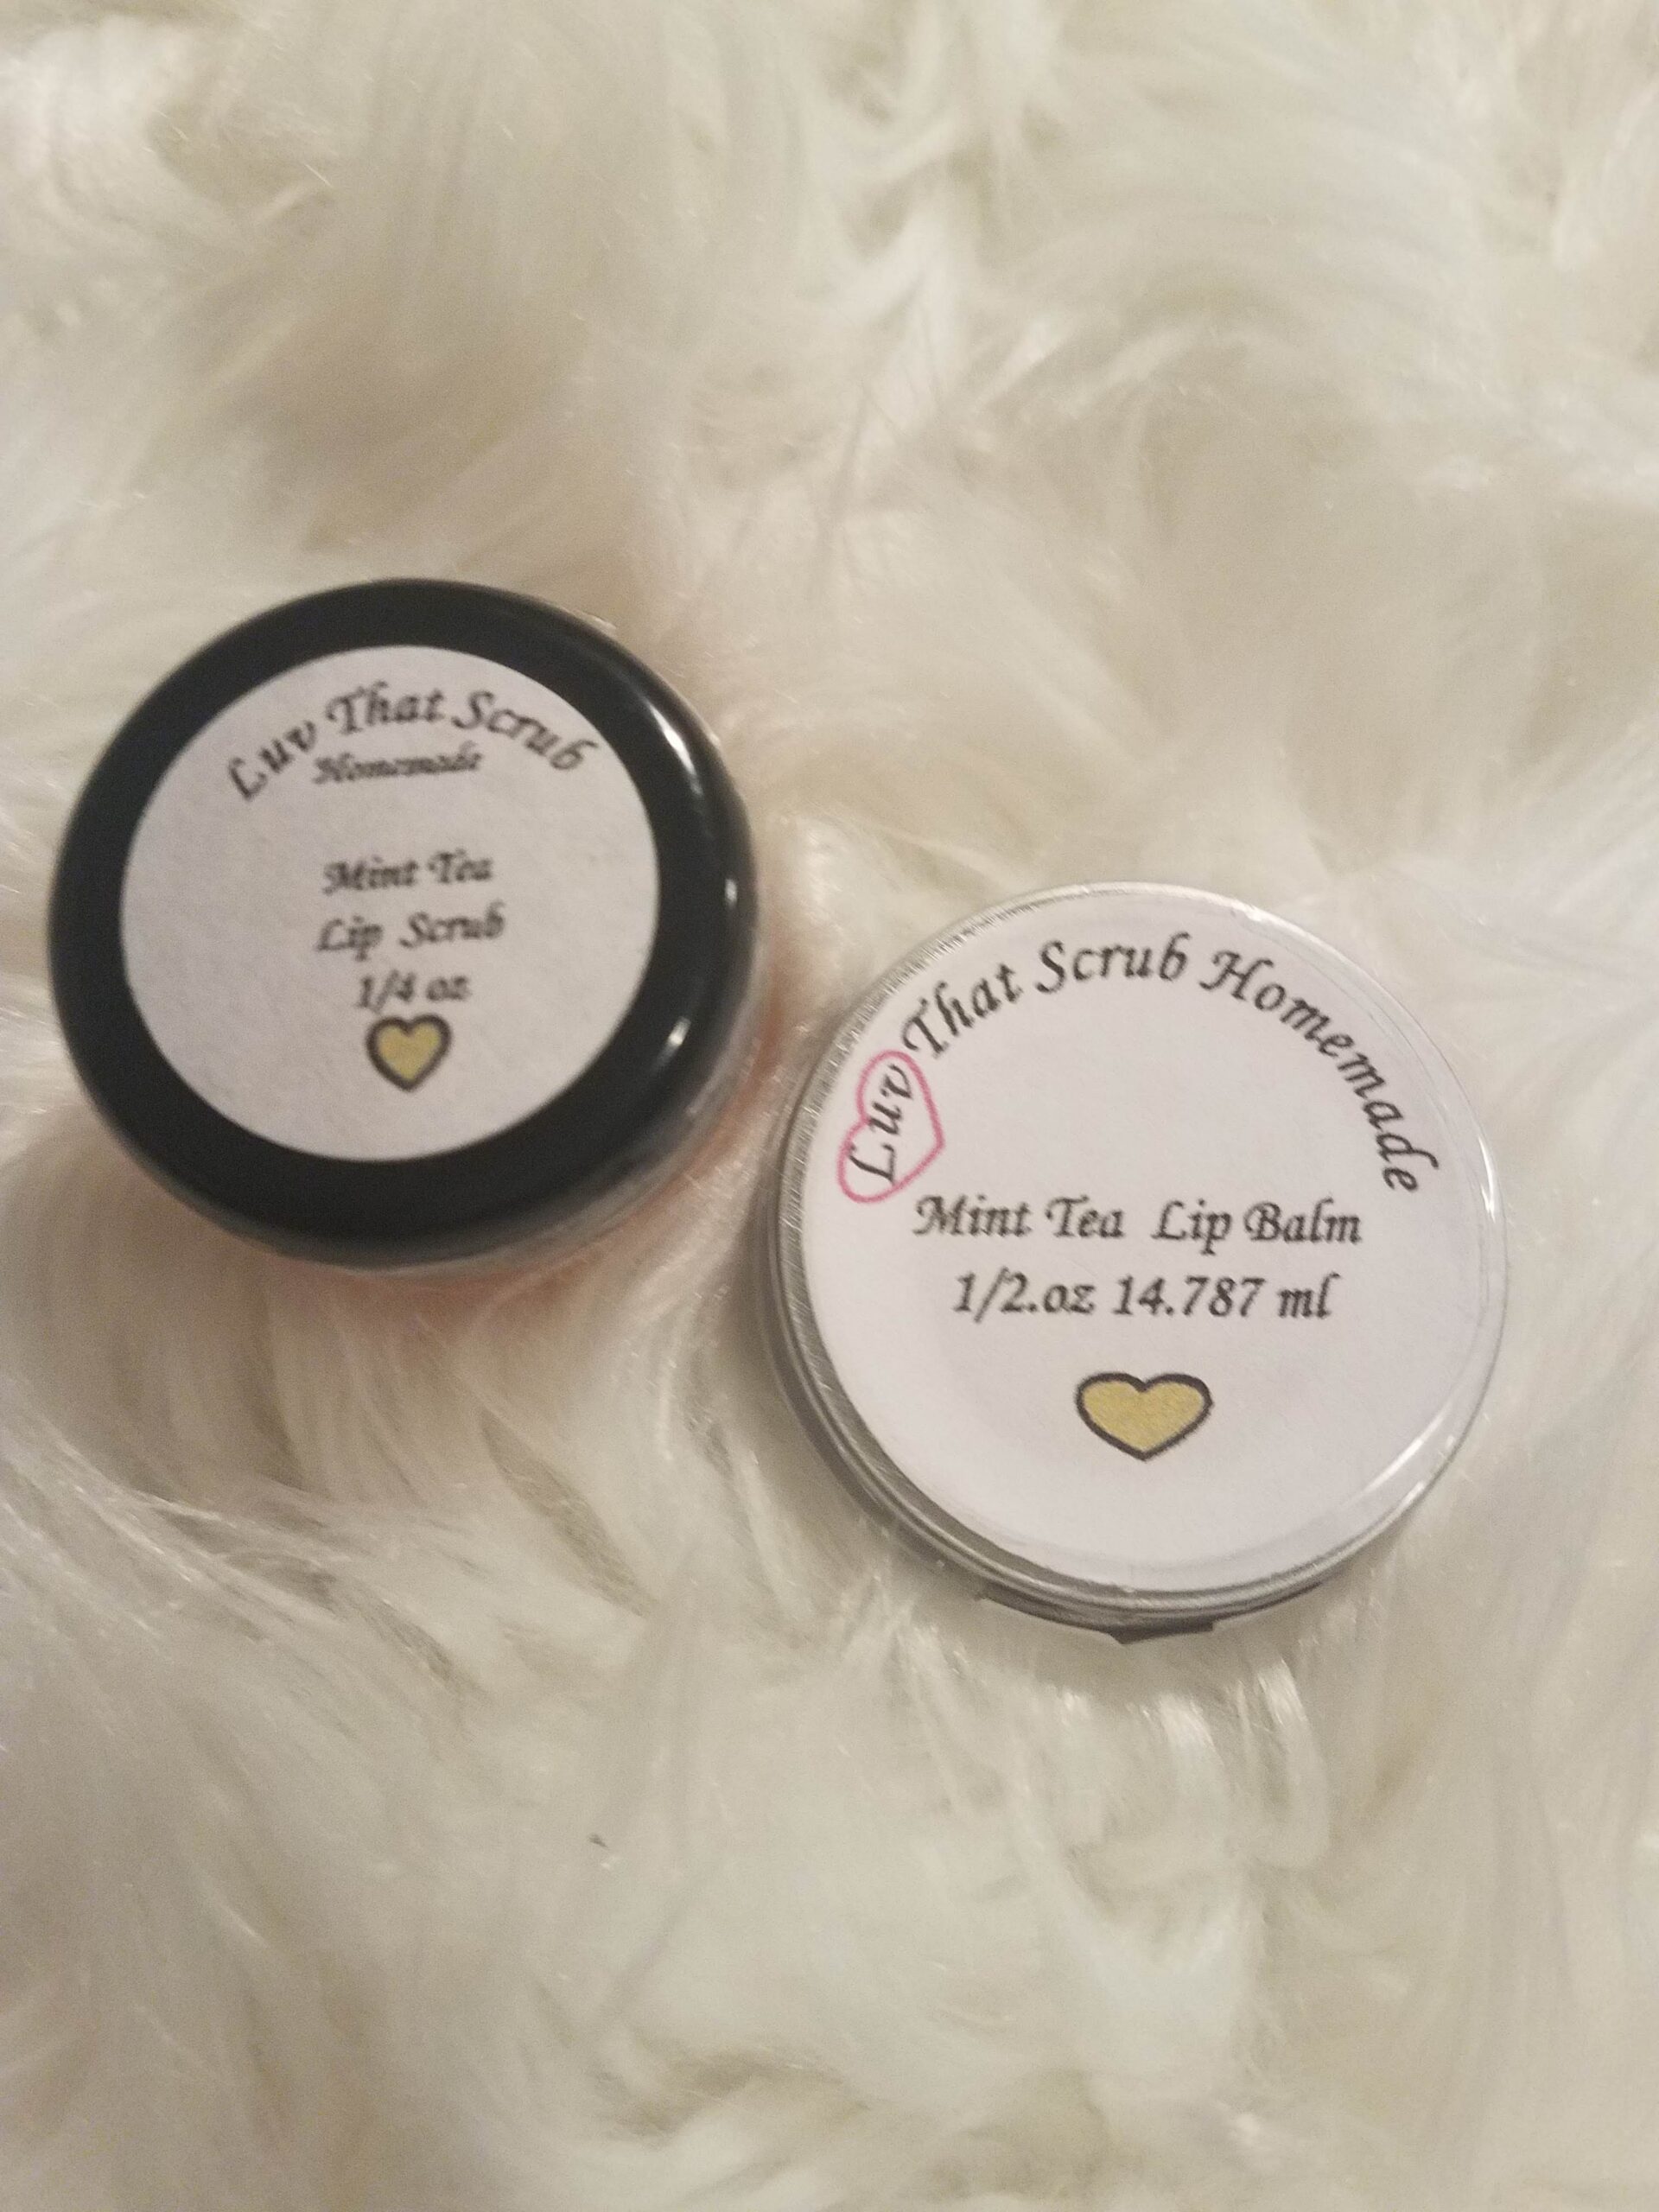 Luv That Scrub
Homemade
Mint Tea
Lip Scrub
1/4 oz
Luv That Scrub Homemade
Mint Tea Lip Balm
1/2.oz 14.787 ml